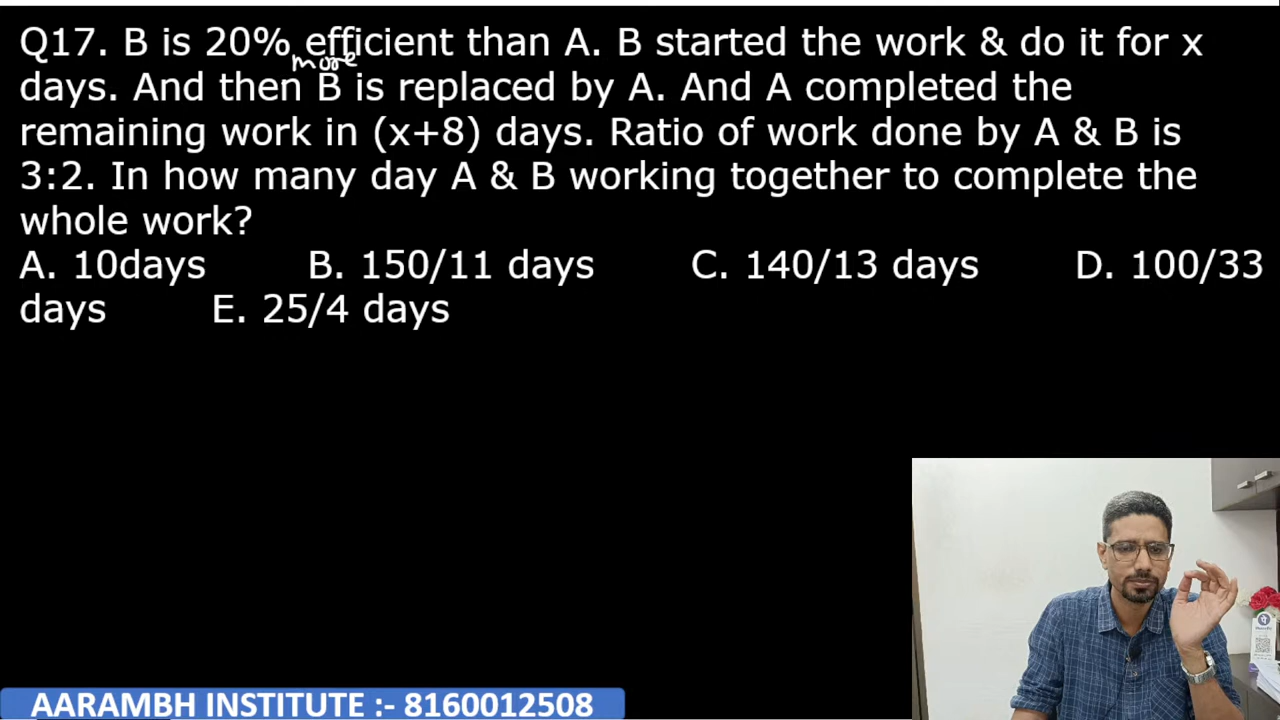 Q17. B is 20% efficient than A. B started the work & do it for x
more
days. And then B is replaced by A. And A completed the
remaining work in (x+8) days. Ratio of work done by A & B is
3:2. In how many day A & B working together to complete the
whole work?
A. 10days B. 150/11 days C. 140/13 days D. 100/33
days E. 25/4 days
AARAMBH INSTITUTE :- 8160012508